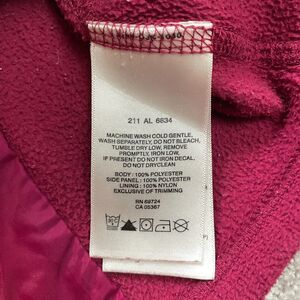 211 AL 6834
MACHINE WASH COLD GENTLE,
WASH SEPARATELY, DO NOT BLEACH,
TUMBLE DRY LOW, REMOVE
PROMPTLY, IRON LOW,
IF PRESENT DO NOT IRON DECAL,
DO NOT DRYCLEAN.
BODY : 100% POLYESTER
SIDE PANEL : 100% POLYESTER
LINING : 100% NYLON
EXCLUSIVE OF TRIMMING
RN 69724
CA 05367